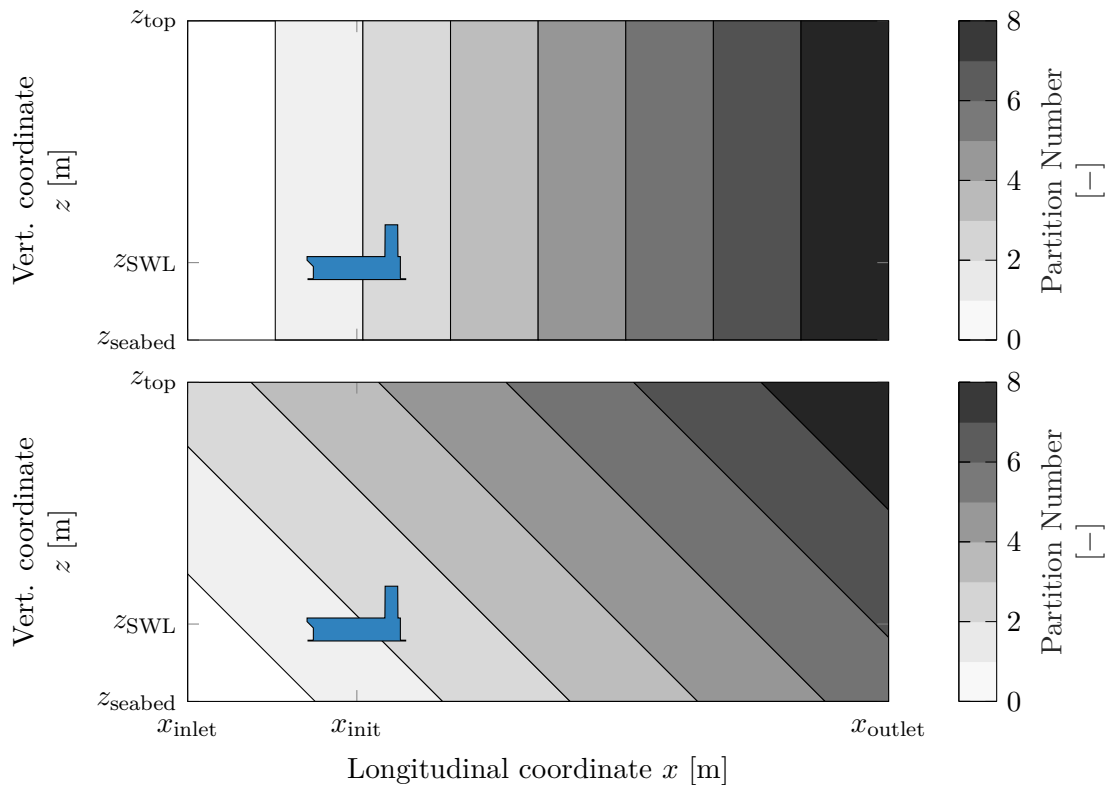 z_top
z_SWL
z_seabed
Vert. coordinate
z [m]
8
6
4
2
0
Partition Number
[−]
z_top
z_SWL
z_seabed
Vert. coordinate
z [m]
8
6
4
2
0
Partition Number
[−]
x_inlet x_init x_outlet
Longitudinal coordinate x [m]